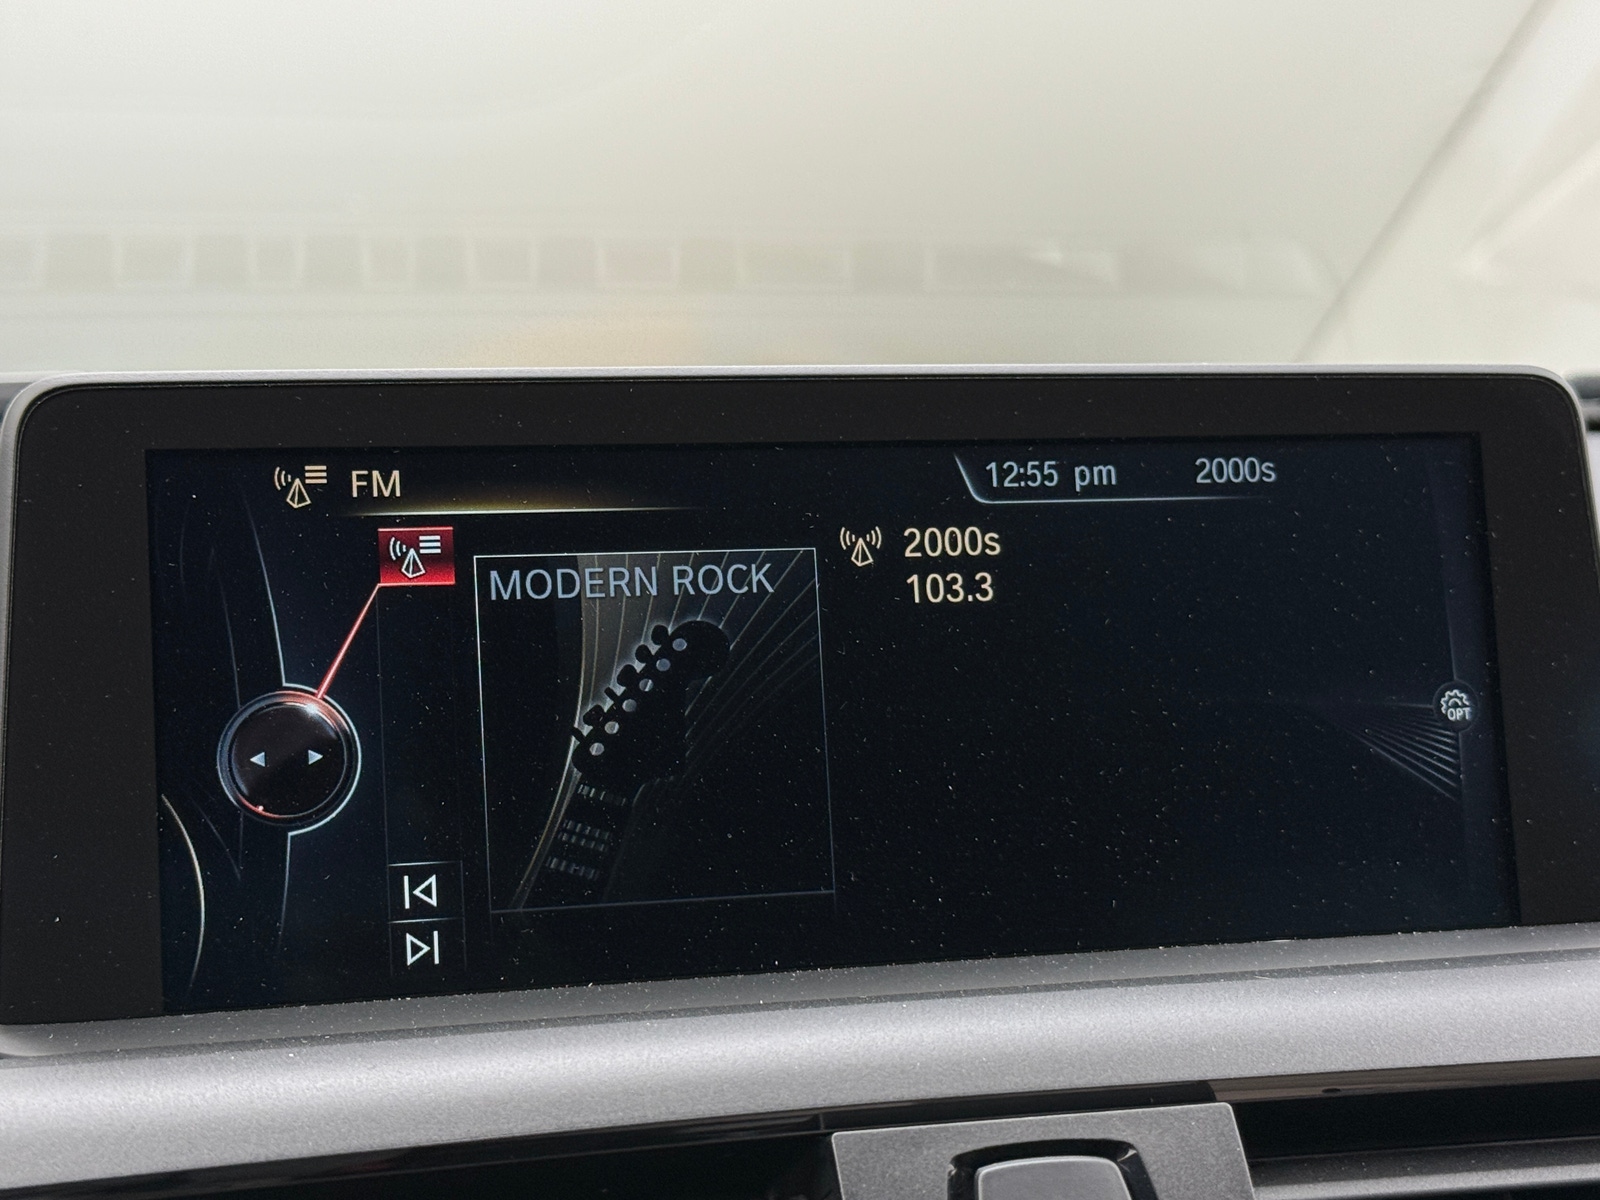 FM
12:55 pm 2000s
MODERN ROCK
2000s
103.3
OPT